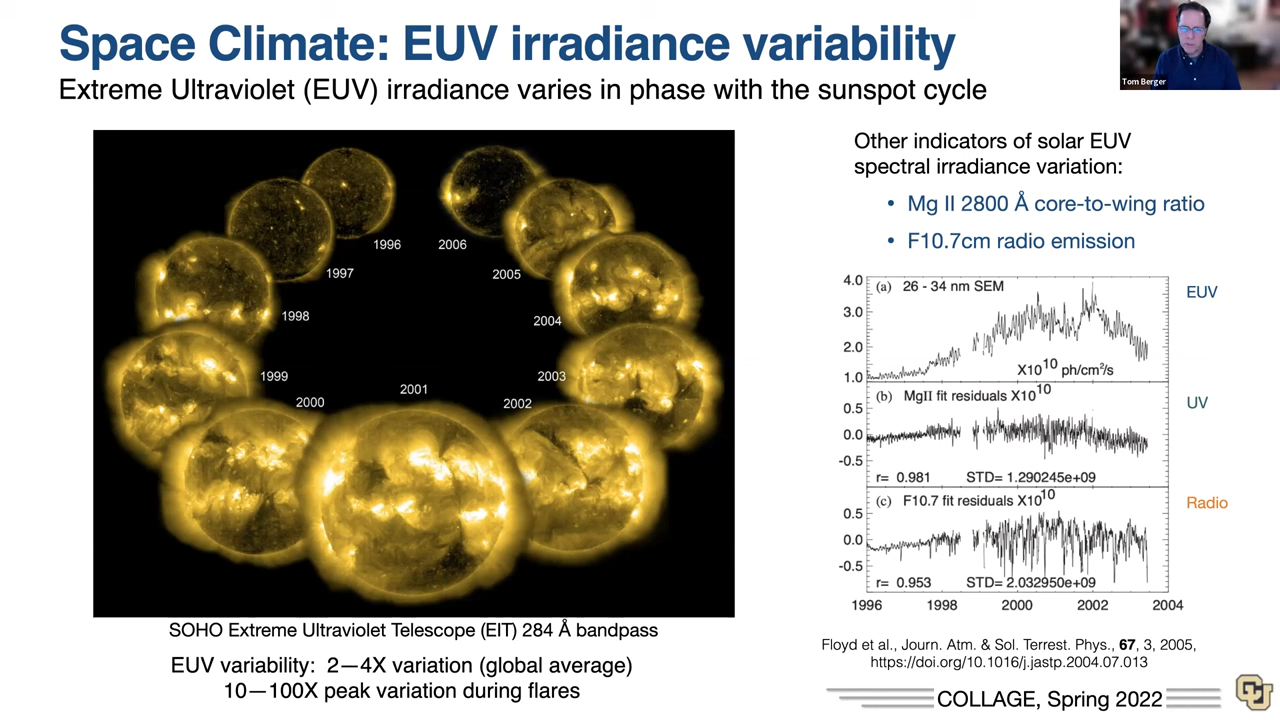 Space Climate: EUV irradiance variability
Extreme Ultraviolet (EUV) irradiance varies in phase with the sunspot cycle
Tom Berger
1996
2006
1997
2005
1998
2004
1999
2003
2000
2001
2002
SOHO Extreme Ultraviolet Telescope (EIT) 284 Å bandpass
EUV variability: 2—4X variation (global average)
10—100X peak variation during flares
Other indicators of solar EUV
spectral irradiance variation:
• Mg II 2800 Å core-to-wing ratio
• F10.7cm radio emission
4.0
3.0
2.0
1.0
(a) 26 - 34 nm SEM
X10^10 ph/cm²/s
EUV
0.5
0.0
-0.5
(b) MgII fit residuals X10^10
r= 0.981 STD= 1.290245e+09
UV
0.5
0.0
-0.5
(c) F10.7 fit residuals X10^10
r= 0.953 STD= 2.032950e+09
Radio
1996 1998 2000 2002 2004
Floyd et al., Journ. Atm. & Sol. Terrest. Phys., 67, 3, 2005,
https://doi.org/10.1016/j.jastp.2004.07.013
COLLAGE, Spring 2022
CU